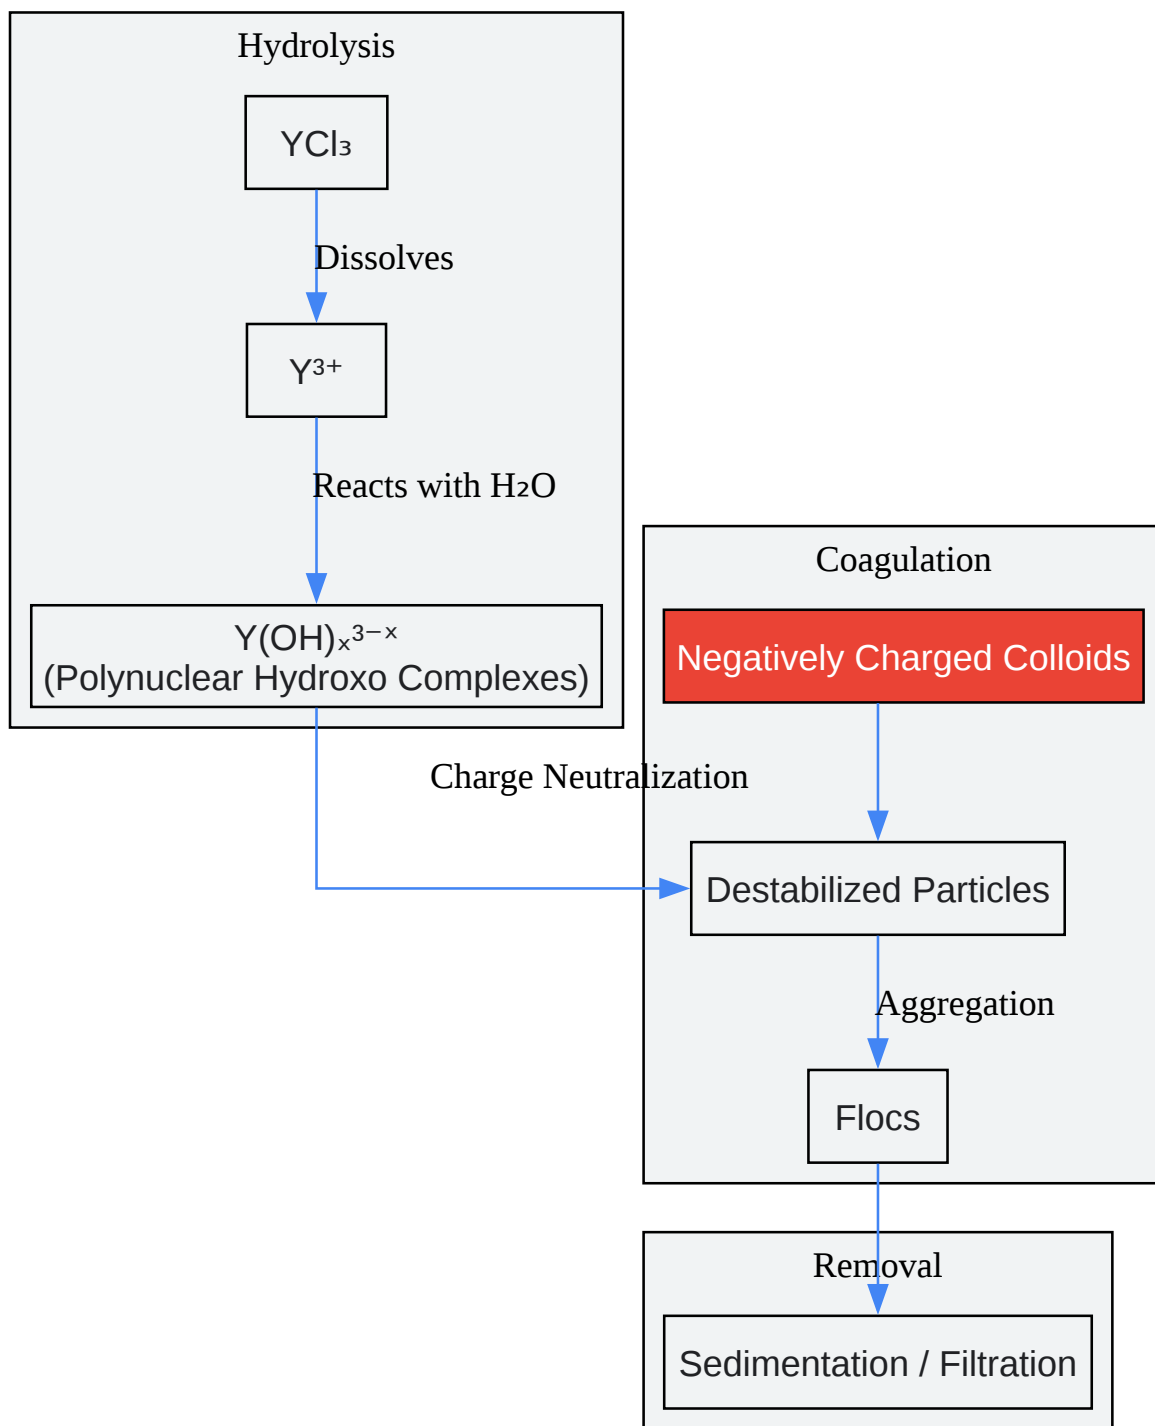 Hydrolysis
YCl₃
Dissolves
Y³⁺
Reacts with H₂O
Y(OH)ₓ³⁻ˣ
(Polynuclear Hydroxo Complexes)
Coagulation
Negatively Charged Colloids
Charge Neutralization
Destabilized Particles
Aggregation
Flocs
Removal
Sedimentation / Filtration